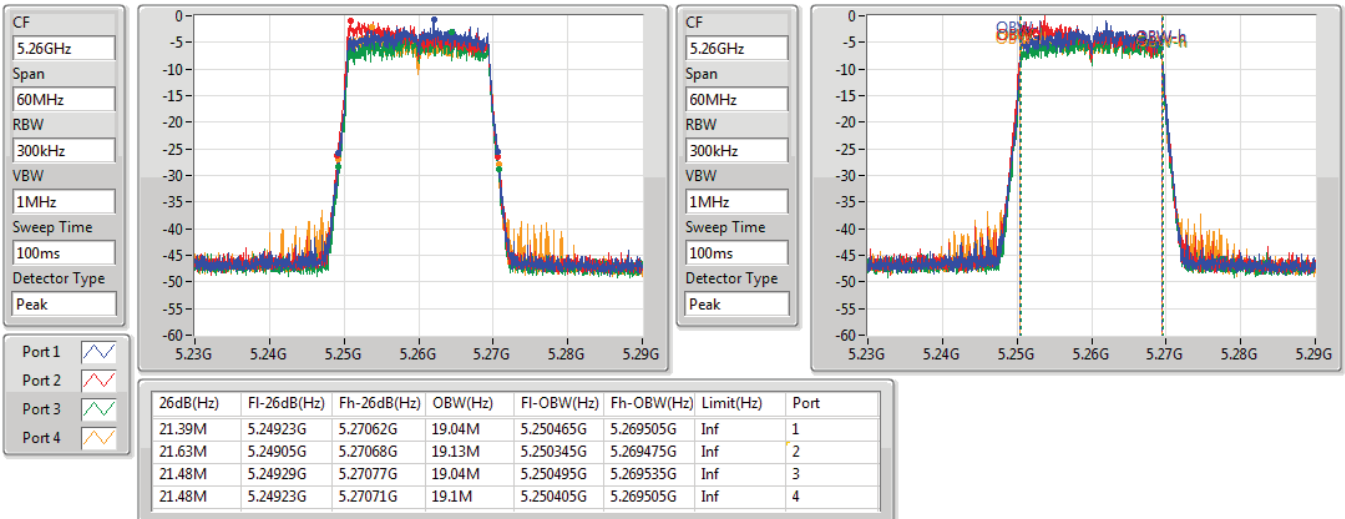 CF
5.26GHz
Span
60MHz
RBW
300kHz
VBW
1MHz
Sweep Time
100ms
Detector Type
Peak
0
-5
-10
-15
-20
-25
-30
-35
-40
-45
-50
-55
-60
5.23G 5.24G 5.25G 5.26G 5.27G 5.28G 5.29G
CF
5.26GHz
Span
60MHz
RBW
300kHz
VBW
1MHz
Sweep Time
100ms
Detector Type
Peak
0
-5
-10
-15
-20
-25
-30
-35
-40
-45
-50
-55
-60
OBW-h
5.23G 5.24G 5.25G 5.26G 5.27G 5.28G 5.29G
Port 1
Port 2
Port 3
Port 4
26dB(Hz) Fl-26dB(Hz) Fh-26dB(Hz) OBW(Hz) Fl-OBW(Hz) Fh-OBW(Hz) Limit(Hz) Port
21.39M 5.24923G 5.27062G 19.04M 5.250465G 5.269505G Inf 1
21.63M 5.24905G 5.27068G 19.13M 5.250345G 5.269475G Inf 2
21.48M 5.24929G 5.27077G 19.04M 5.250495G 5.269535G Inf 3
21.48M 5.24923G 5.27071G 19.1M 5.250405G 5.269505G Inf 4